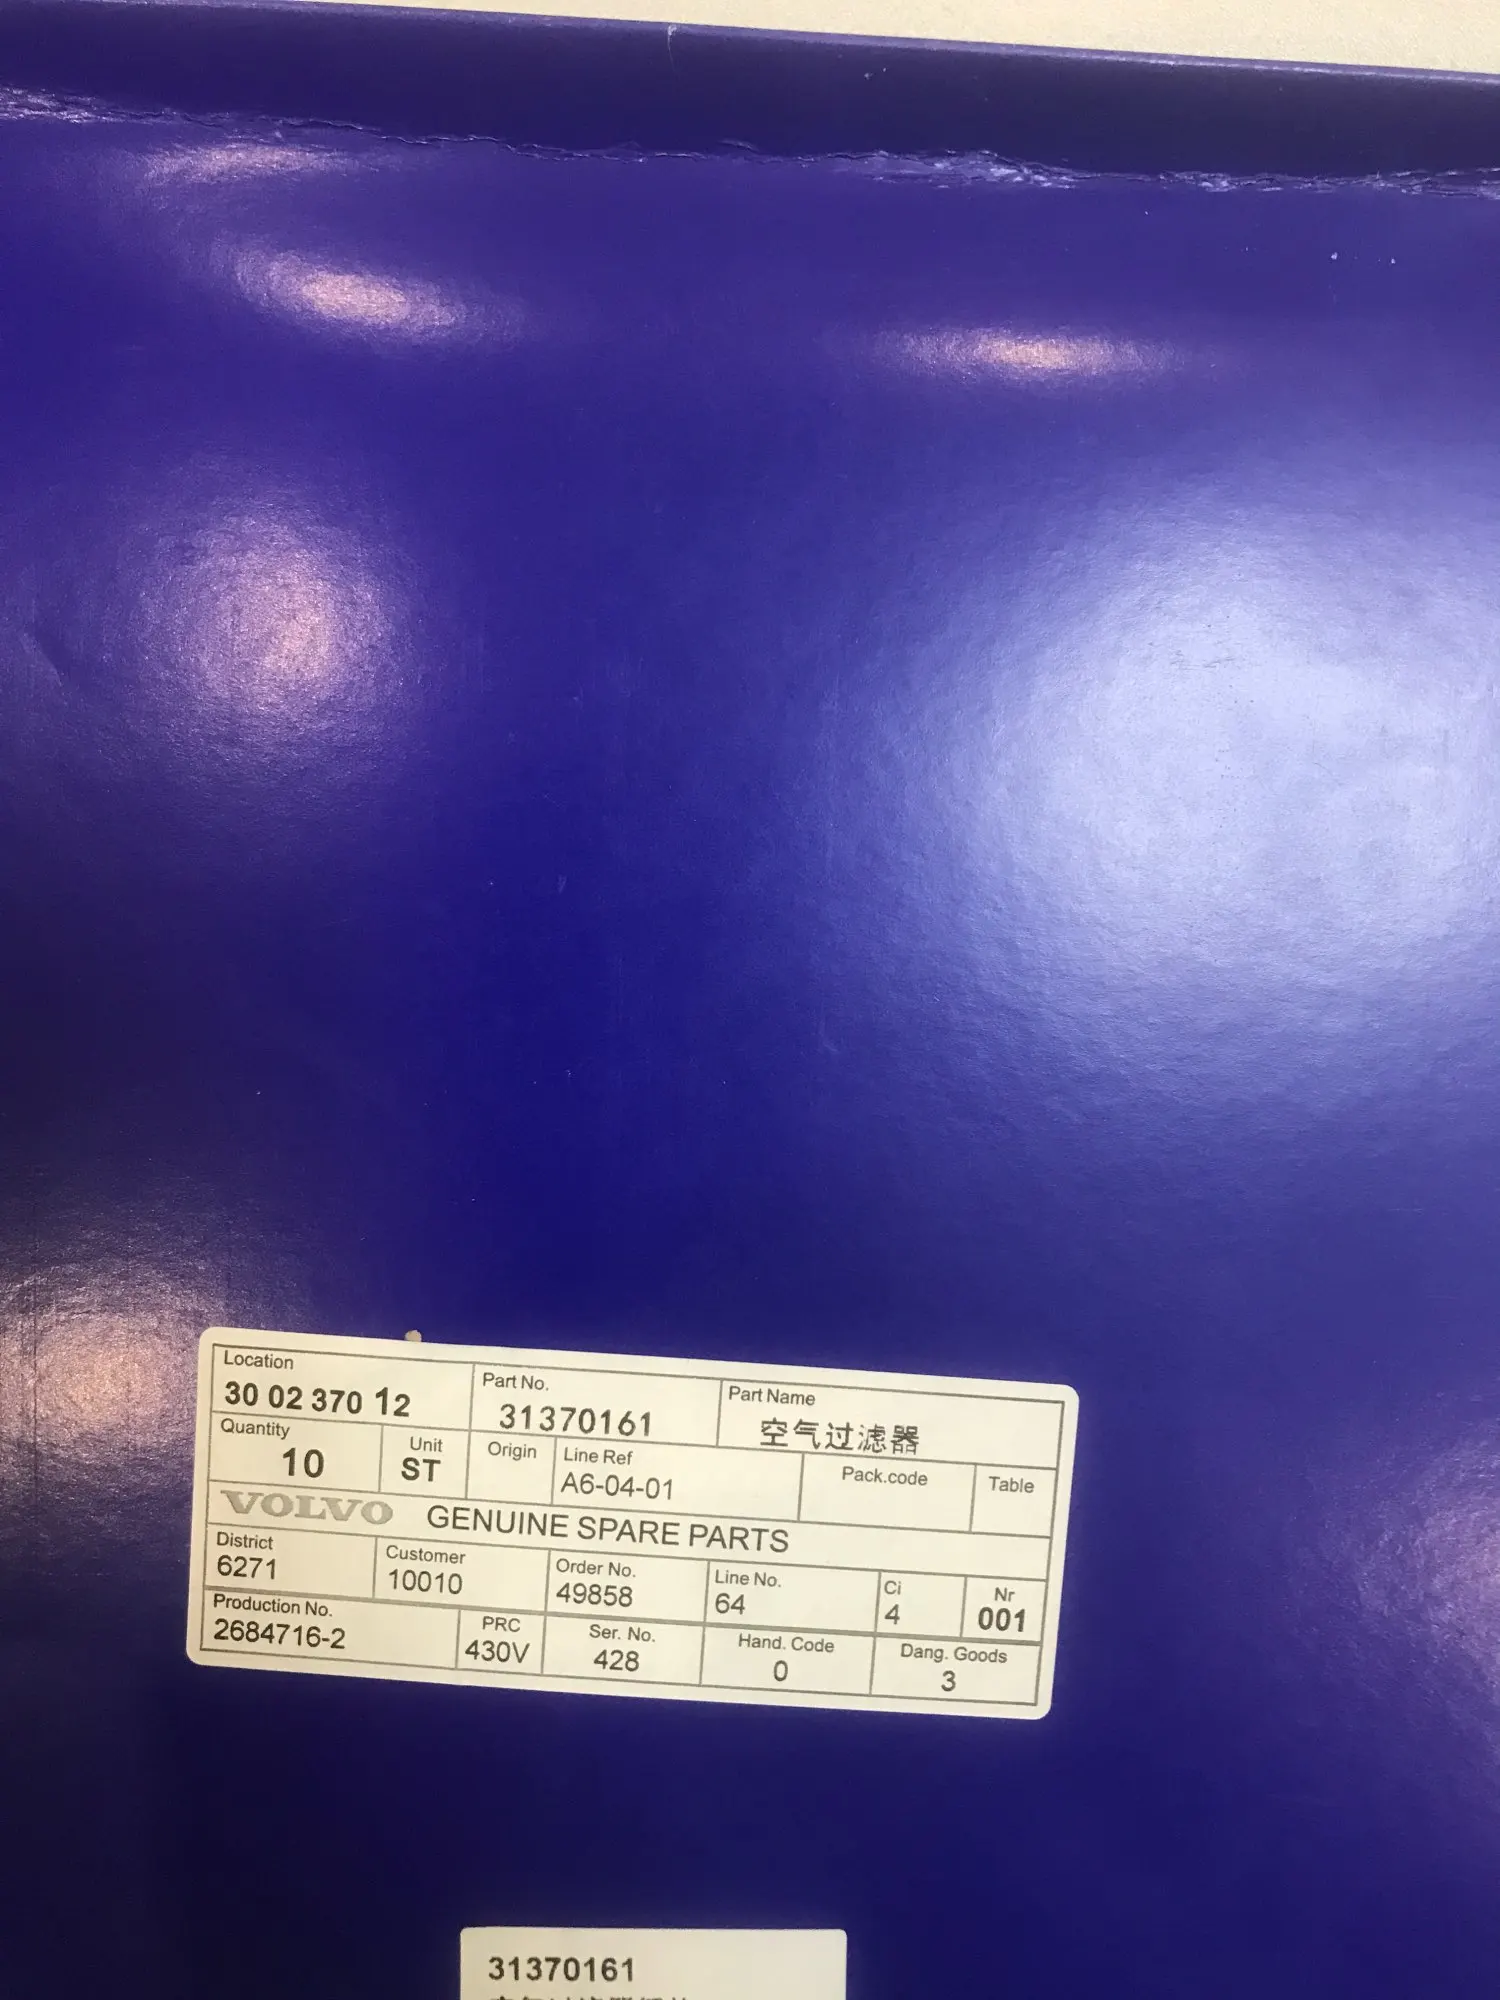 Location
30 02 370 12
Part No.
31370161
Part Name
空气过滤器
Quantity
10
Unit
ST
Origin
Line Ref
A6-04-01
Pack.code
Table
VOLVO GENUINE SPARE PARTS
District
6271
Customer
10010
Order No.
49858
Line No.
64
Ci
4
Nr
001
Production No.
2684716-2
PRC
430V
Ser. No.
428
Hand. Code
0
Dang. Goods
3
31370161